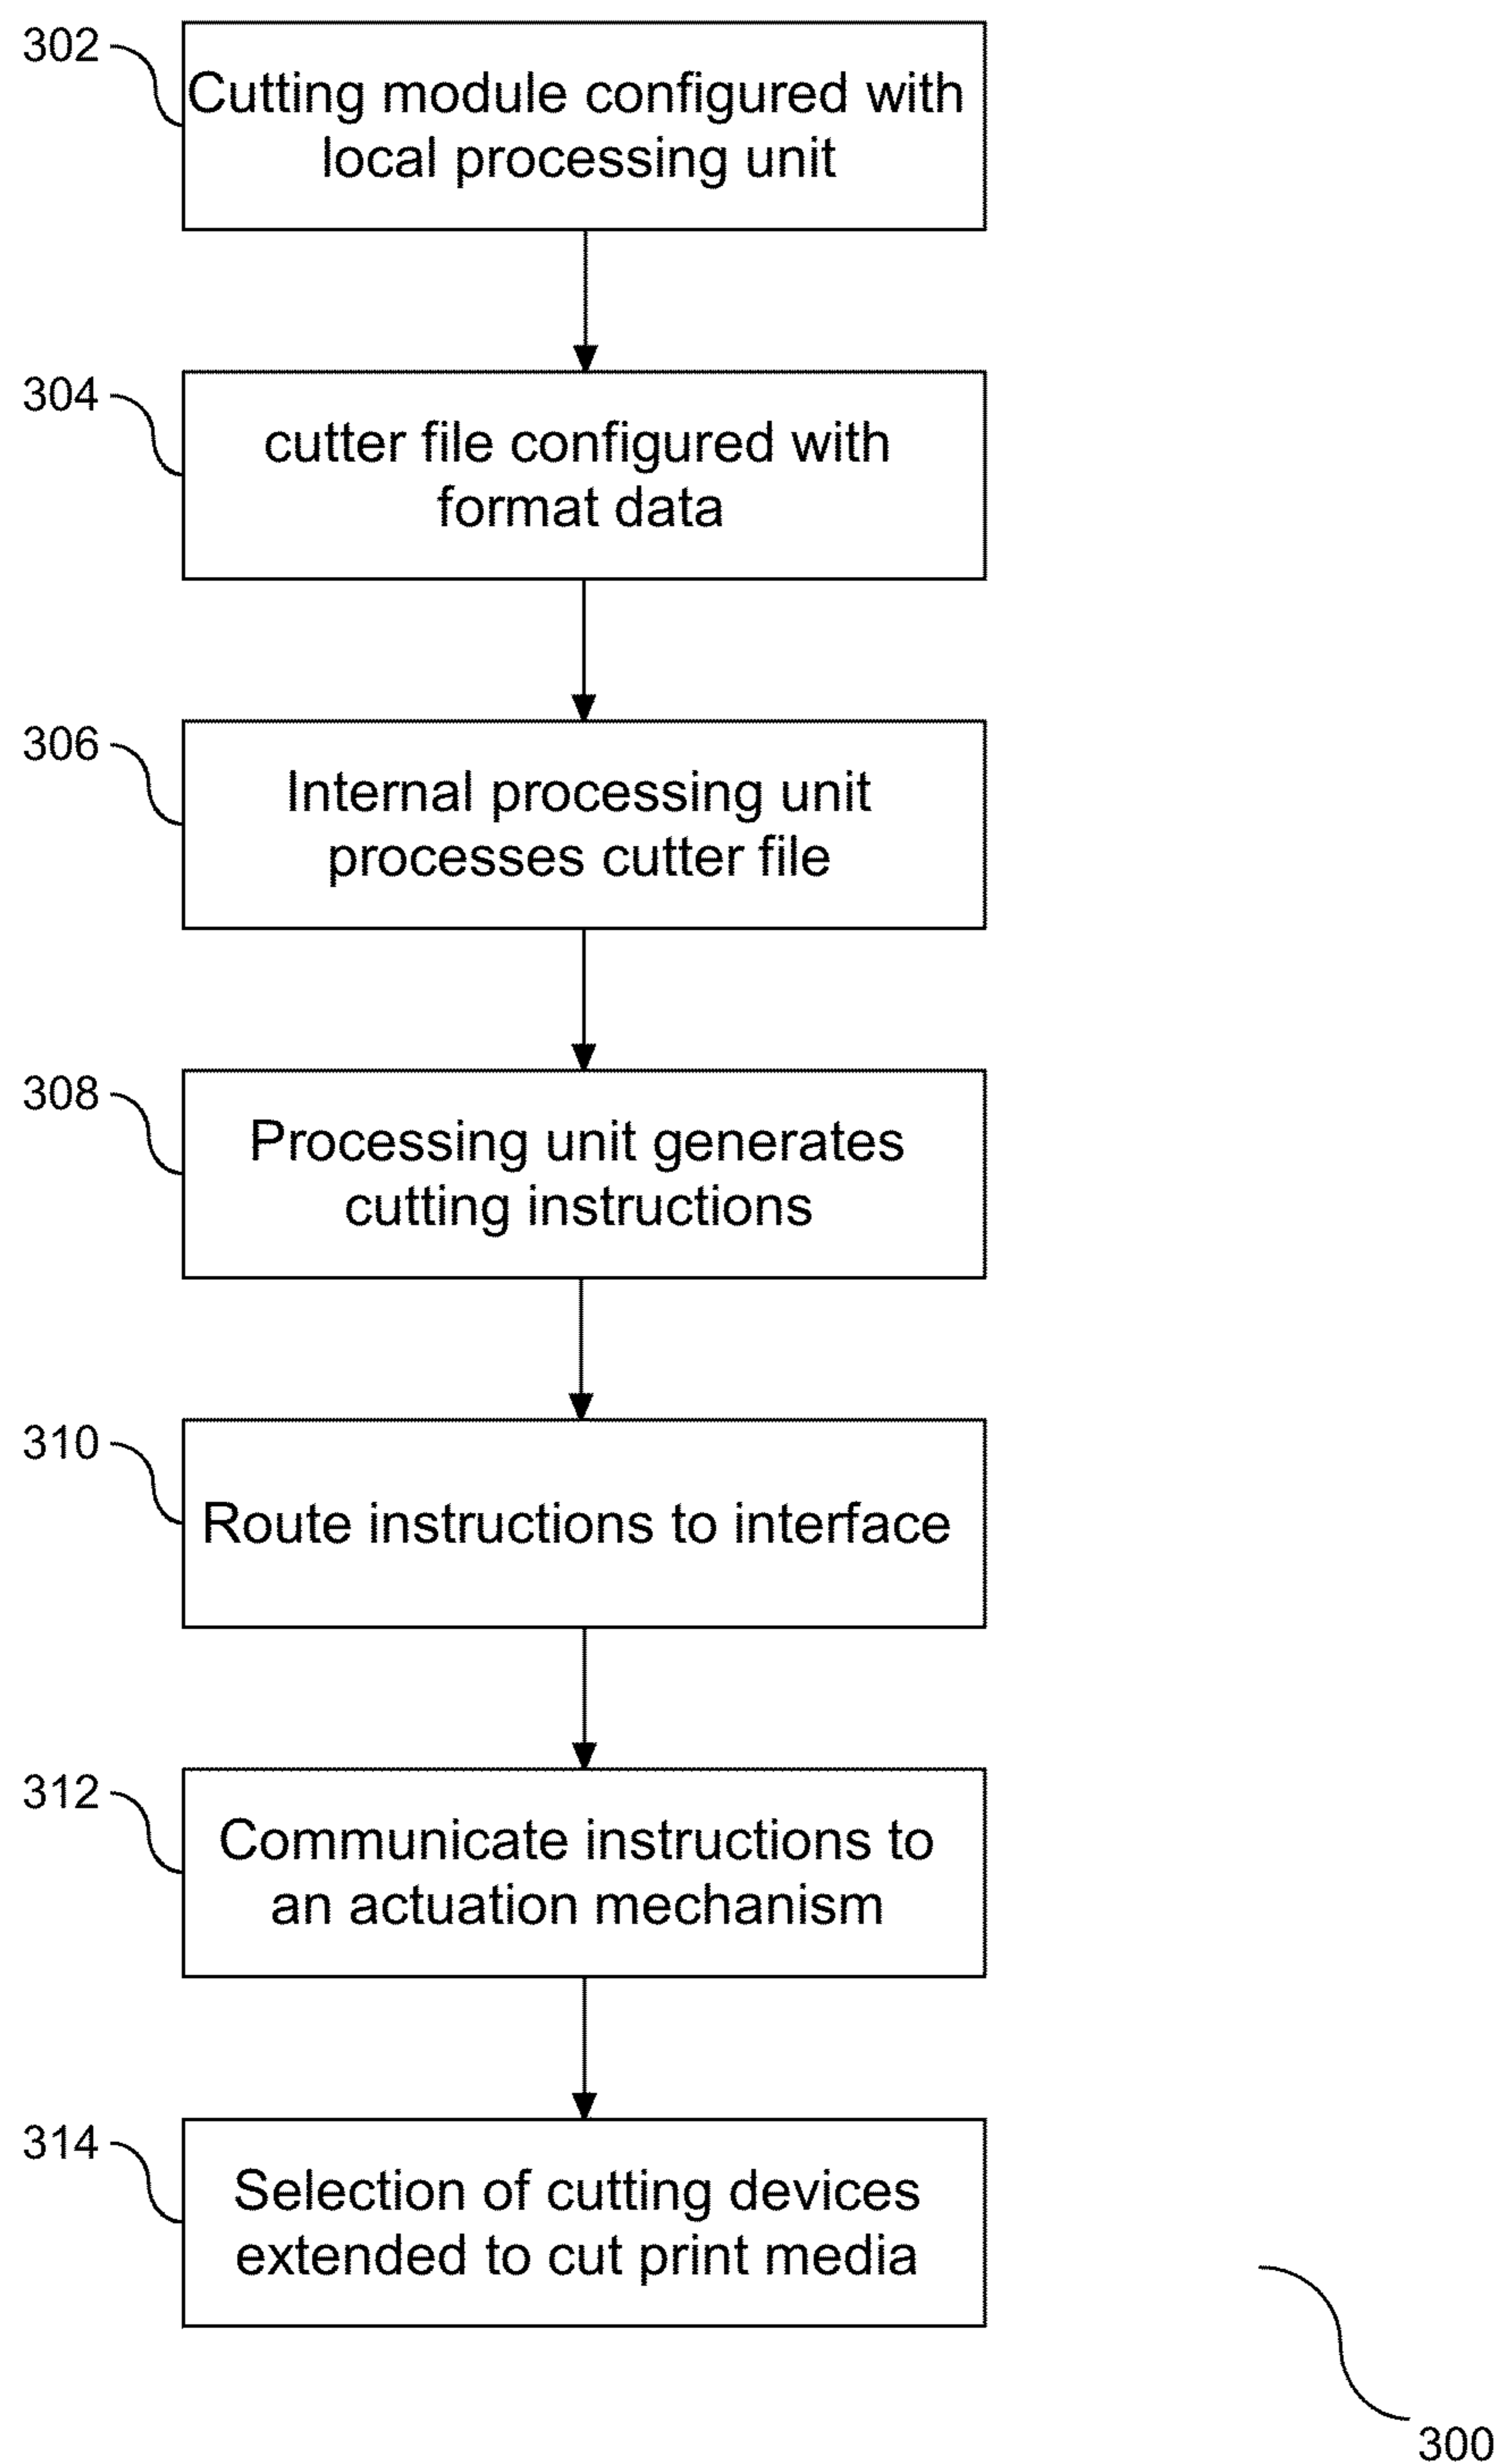 302
Cutting module configured with
local processing unit
304
cutter file configured with
format data
306
Internal processing unit
processes cutter file
308
Processing unit generates
cutting instructions
310
Route instructions to interface
312
Communicate instructions to
an actuation mechanism
314
Selection of cutting devices
extended to cut print media
300